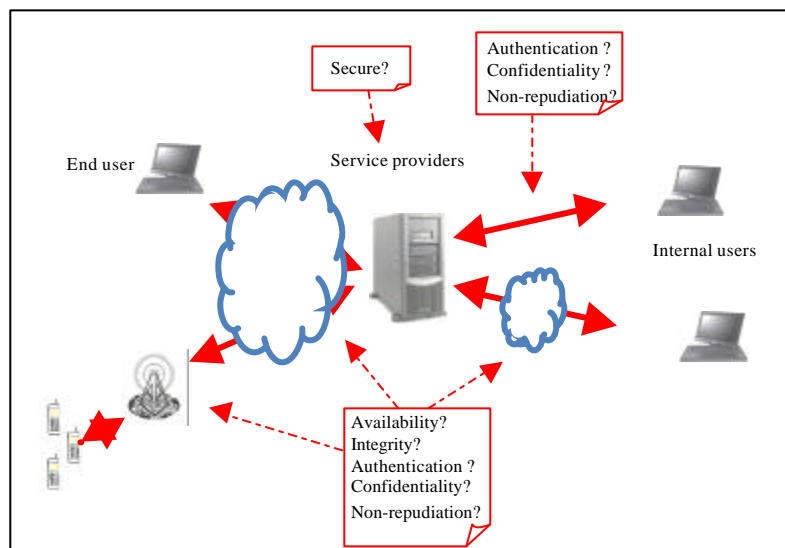 Secure?
Authentication ?
Confidentiality ?
Non-repudiation?
End user
Service providers
Internal users
Availability?
Integrity?
Authentication ?
Confidentiality?
Non-repudiation?